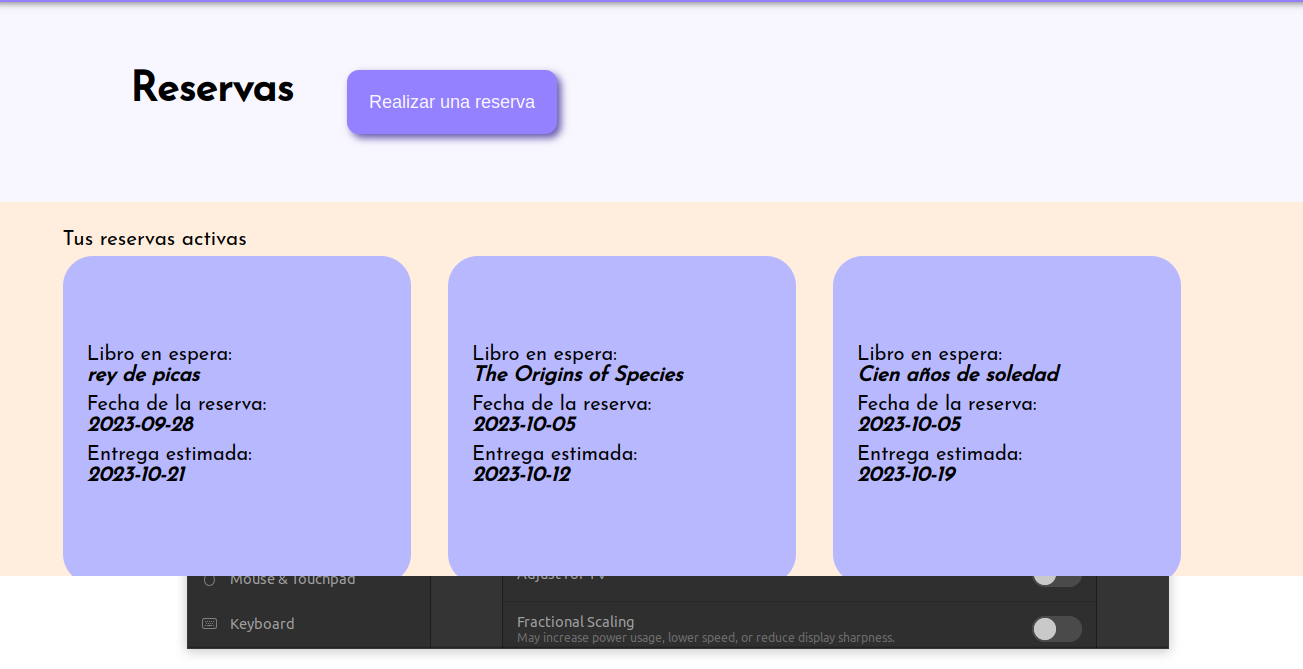 Reservas
Realizar una reserva
Tus reservas activas
Libro en espera:
rey de picas
Fecha de la reserva:
2023-09-28
Entrega estimada:
2023-10-21
Libro en espera:
The Origins of Species
Fecha de la reserva:
2023-10-05
Entrega estimada:
2023-10-12
Libro en espera:
Cien años de soledad
Fecha de la reserva:
2023-10-05
Entrega estimada:
2023-10-19
Mouse & Touchpad
Keyboard
Adjust for TV
Fractional Scaling
May increase power usage, lower speed, or reduce display sharpness.